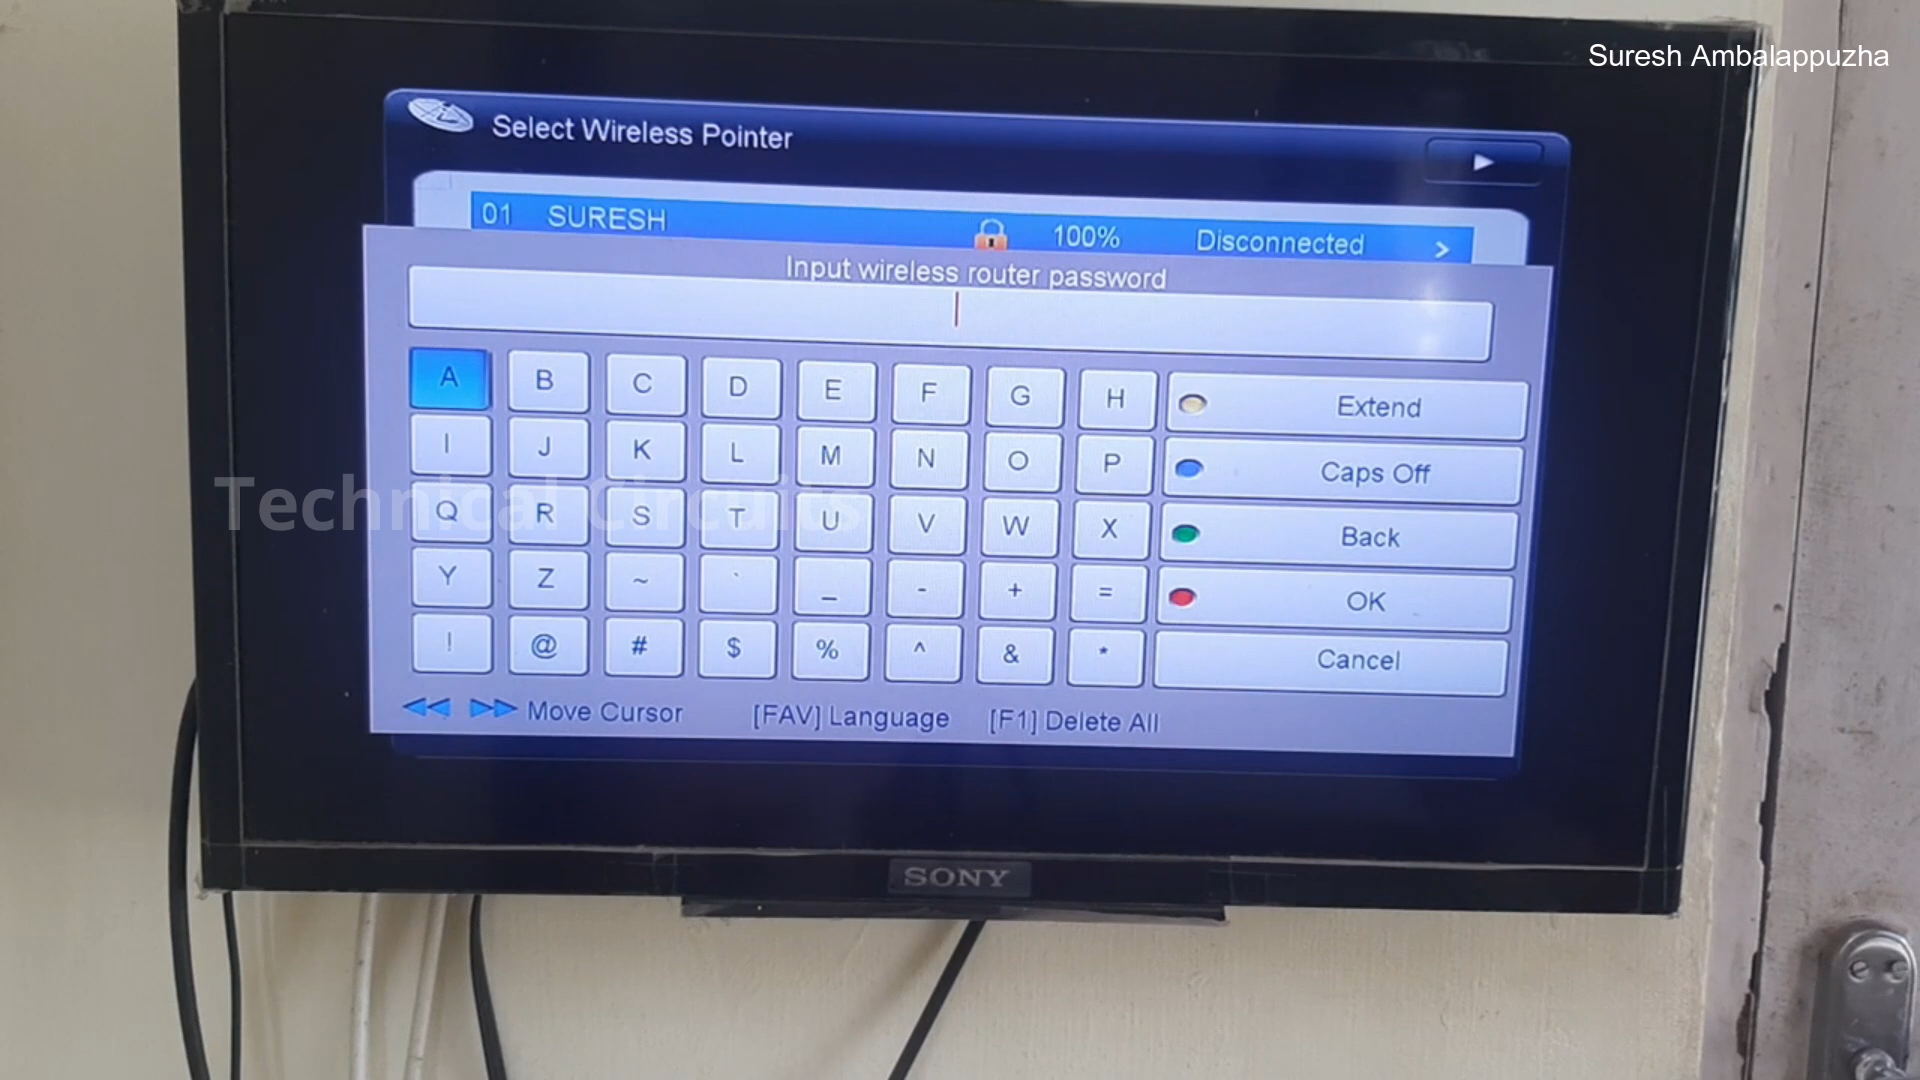 Suresh Ambalappuzha
Select Wireless Pointer
01 SURESH 100% Disconnected >
Input wireless router password
A B C D E F G H Extend
I J K L M N O P Caps Off
Q R S T U V W X Back
Y Z ~ ` _ - + = OK
! @ # $ % ^ & * Cancel
Move Cursor [FAV] Language [F1] Delete All
Technical Circuits
SONY